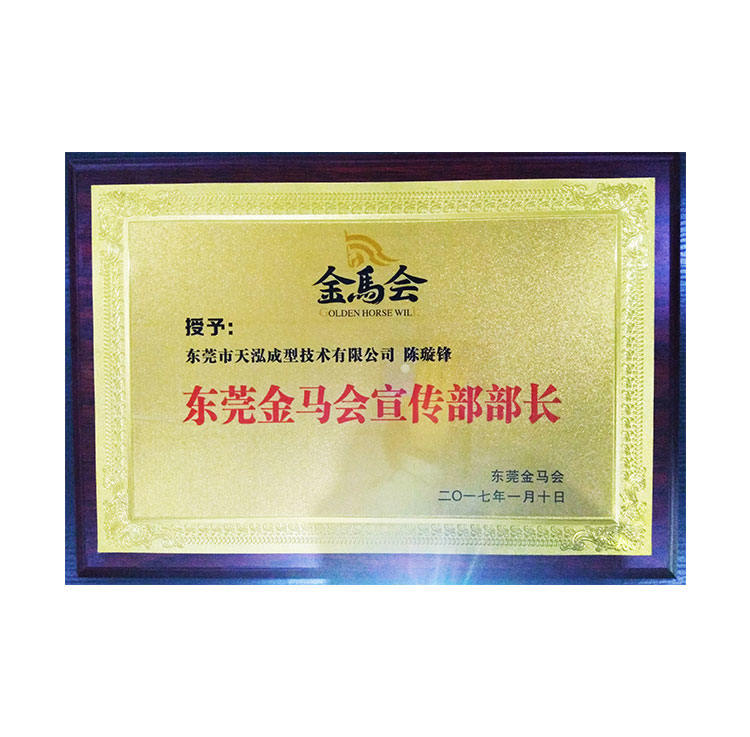 金馬会
GOLDEN HORSE WILL
授予:
东莞市天泓成型技术有限公司 陈璇锋
东莞金马会宣传部部长
东莞金马会
二〇一七年一月十日